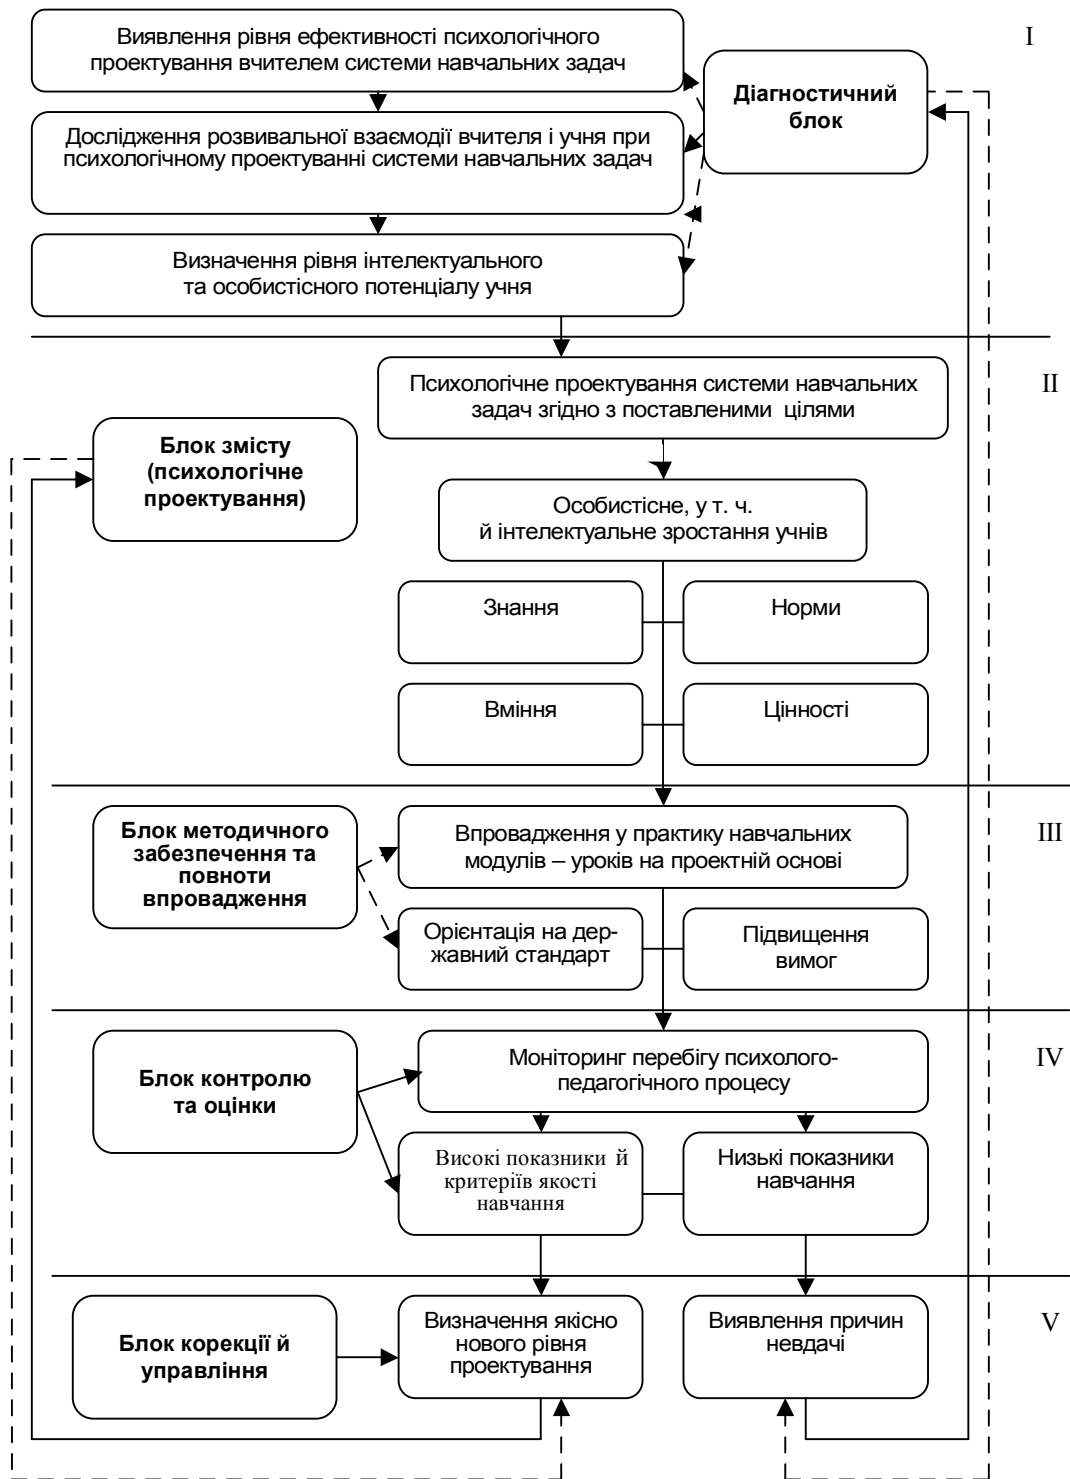 I
Виявлення рівня ефективності психологічного
проектування вчителем системи навчальних задач
Діагностичний
блок
Дослідження розвивальної взаємодії вчителя і учня при
психологічному проектуванні системи навчальних задач
Визначення рівня інтелектуального
та особистісного потенціалу учня
II
Психологічне проектування системи навчальних
задач згідно з поставленими цілями
Блок змісту
(психологічне
проектування)
Особистісне, у т. ч.
й інтелектуальне зростання учнів
Знання
Норми
Вміння
Цінності
III
Блок методичного
забезпечення та
повноти
впровадження
Впровадження у практику навчальних
модулів – уроків на проектній основі
Орієнтація на дер-
жавний стандарт
Підвищення
вимог
IV
Блок контролю
та оцінки
Моніторинг перебігу психолого-
педагогічного процесу
Високі показники й
критеріїв якості
навчання
Низькі показники
навчання
V
Блок корекції й
управління
Визначення якісно
нового рівня
проектування
Виявлення причин
невдачі